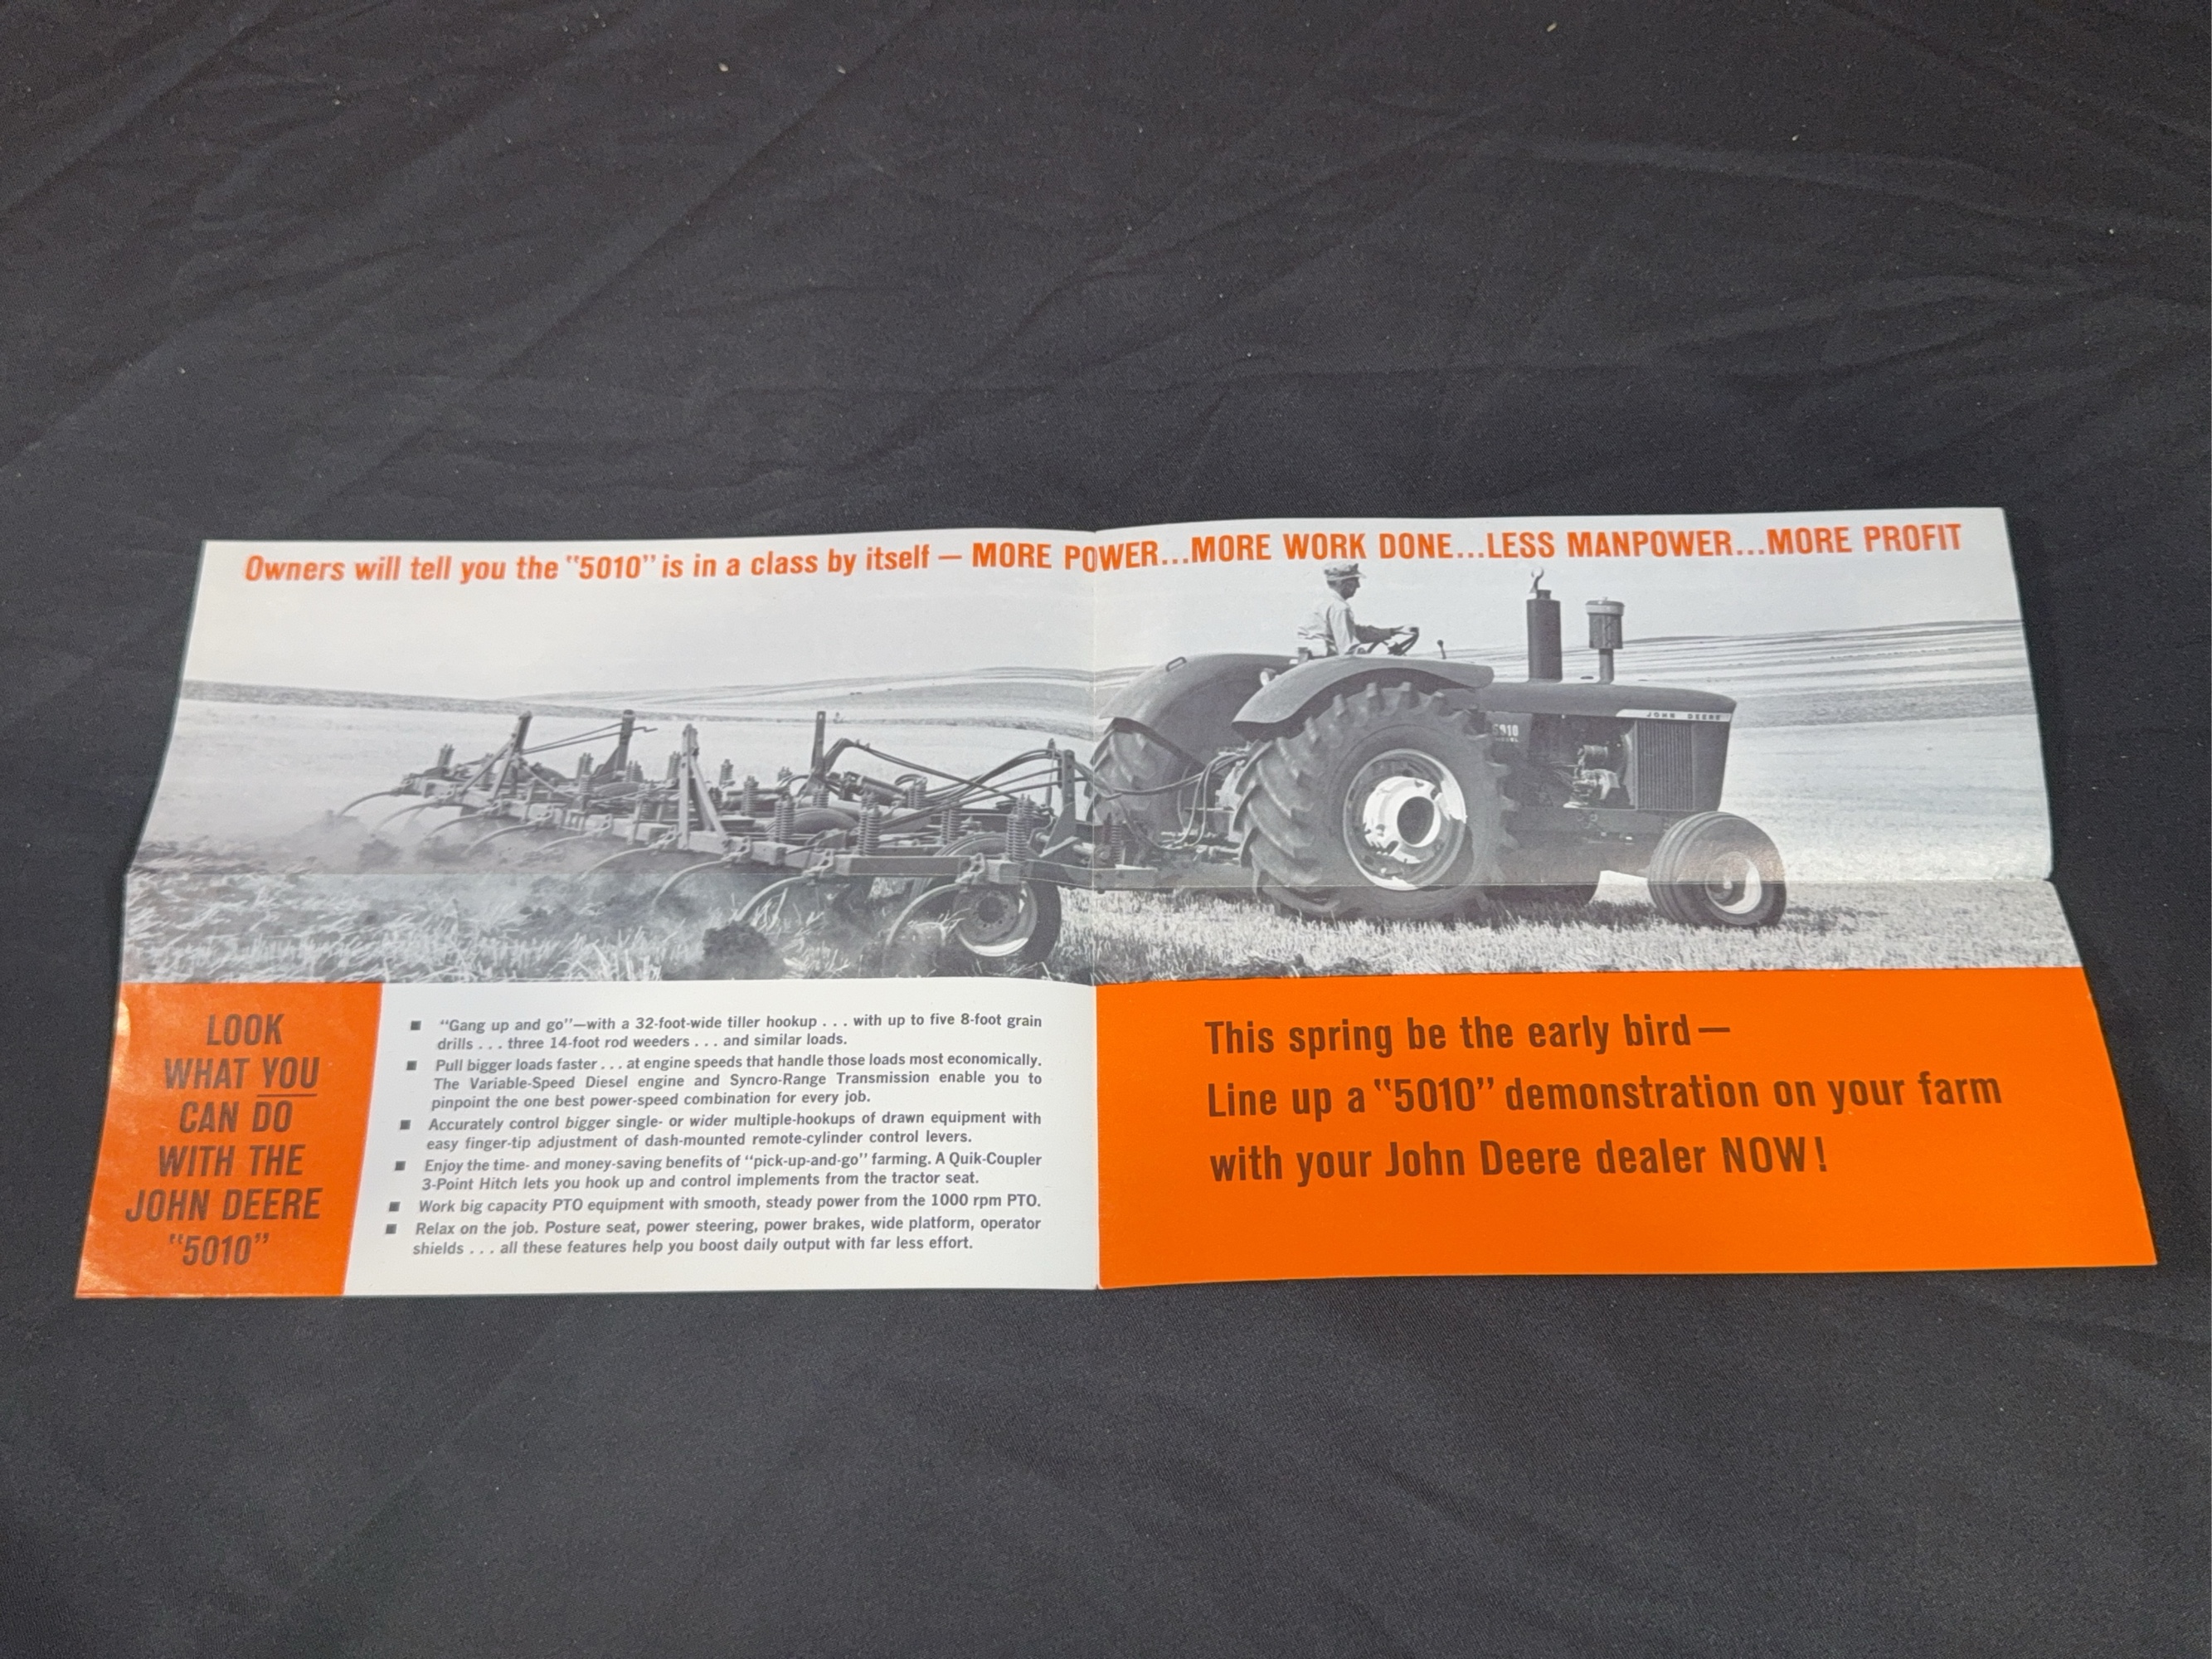 Owners will tell you the "5010" is in a class by itself — MORE POWER...MORE WORK DONE...LESS MANPOWER...MORE PROFIT
JOHN DEERE
5010
LOOK
WHAT YOU
CAN DO
WITH THE
JOHN DEERE
"5010"
■ "Gang up and go"—with a 32-foot-wide tiller hookup . . . with up to five 8-foot grain
drills . . . three 14-foot rod weeders . . . and similar loads.
■ Pull bigger loads faster . . . at engine speeds that handle those loads most economically.
The Variable-Speed Diesel engine and Syncro-Range Transmission enable you to
pinpoint the one best power-speed combination for every job.
■ Accurately control bigger single- or wider multiple-hookups of drawn equipment with
easy finger-tip adjustment of dash-mounted remote-cylinder control levers.
■ Enjoy the time- and money-saving benefits of "pick-up-and-go" farming. A Quik-Coupler
3-Point Hitch lets you hook up and control implements from the tractor seat.
■ Work big capacity PTO equipment with smooth, steady power from the 1000 rpm PTO.
■ Relax on the job. Posture seat, power steering, power brakes, wide platform, operator
shields . . . all these features help you boost daily output with far less effort.
This spring be the early bird—
Line up a "5010" demonstration on your farm
with your John Deere dealer NOW!